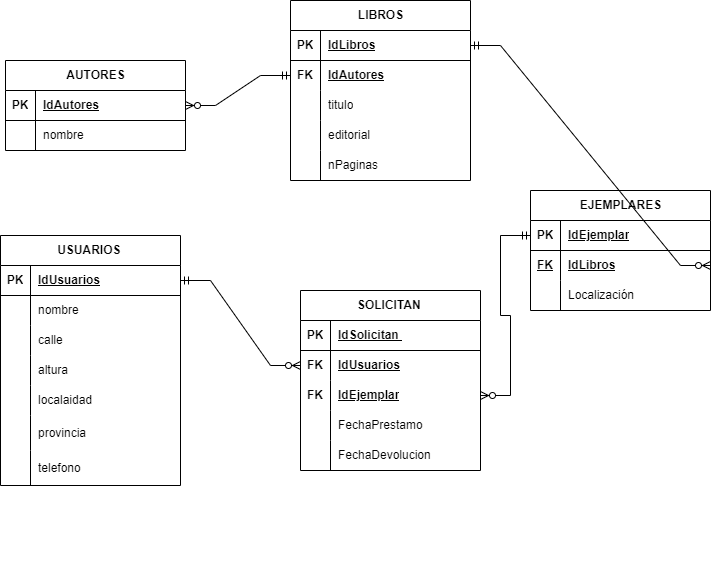 LIBROS
PK IdLibros
FK IdAutores
titulo
editorial
nPaginas
AUTORES
PK IdAutores
nombre
EJEMPLARES
PK IdEjemplar
FK IdLibros
Localización
USUARIOS
PK IdUsuarios
nombre
calle
altura
localaidad
provincia
telefono
SOLICITAN
PK IdSolicitan
FK IdUsuarios
FK IdEjemplar
FechaPrestamo
FechaDevolucion